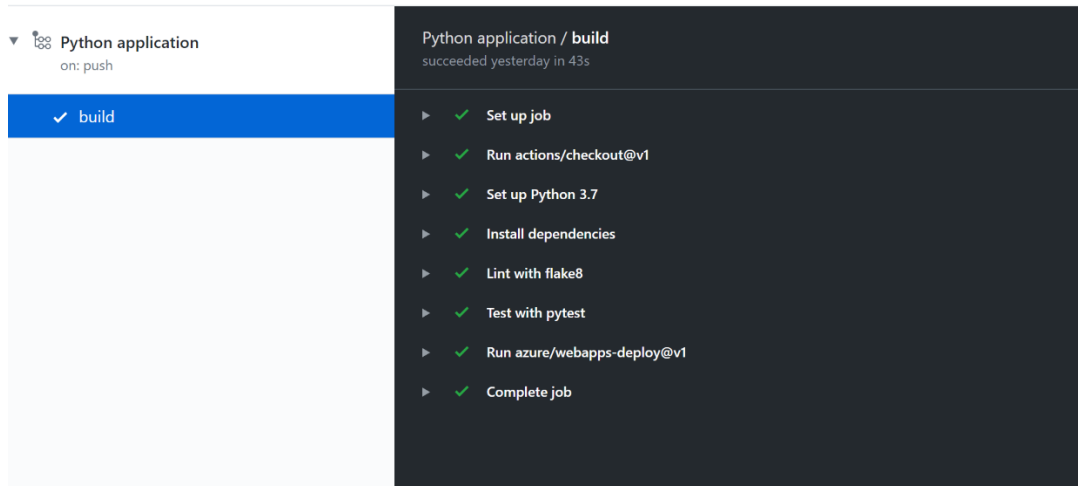 Python application
on: push
build
Python application / build
succeeded yesterday in 43s
Set up job
Run actions/checkout@v1
Set up Python 3.7
Install dependencies
Lint with flake8
Test with pytest
Run azure/webapps-deploy@v1
Complete job